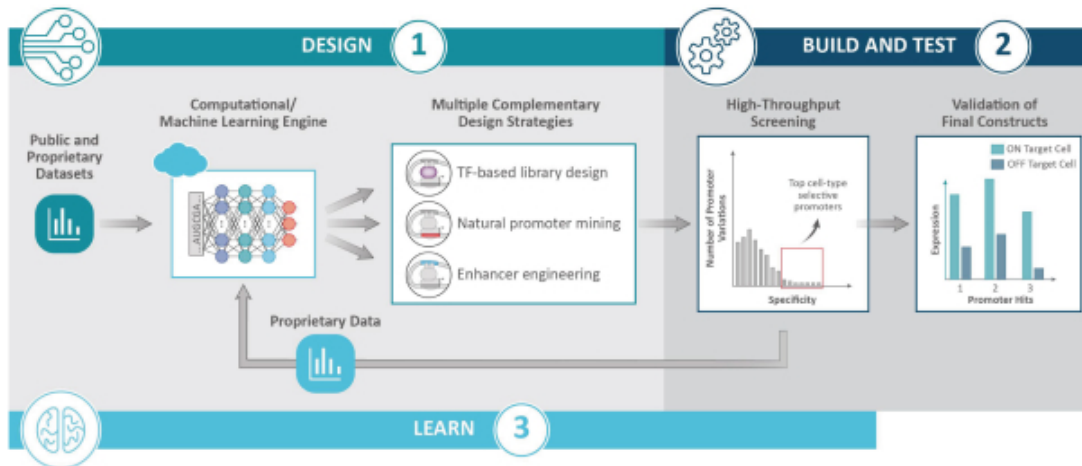 DESIGN 1
BUILD AND TEST 2
Public and
Proprietary
Datasets
Computational/
Machine Learning Engine
...AUGCGA...
Multiple Complementary
Design Strategies
TF-based library design
Natural promoter mining
Enhancer engineering
High-Throughput
Screening
Number of Promoter
Variations
Top cell-type
selective
promoters
Specificity
Validation of
Final Constructs
ON Target Cell
OFF Target Cell
Expression
1 2 3
Promoter Hits
Proprietary Data
LEARN 3